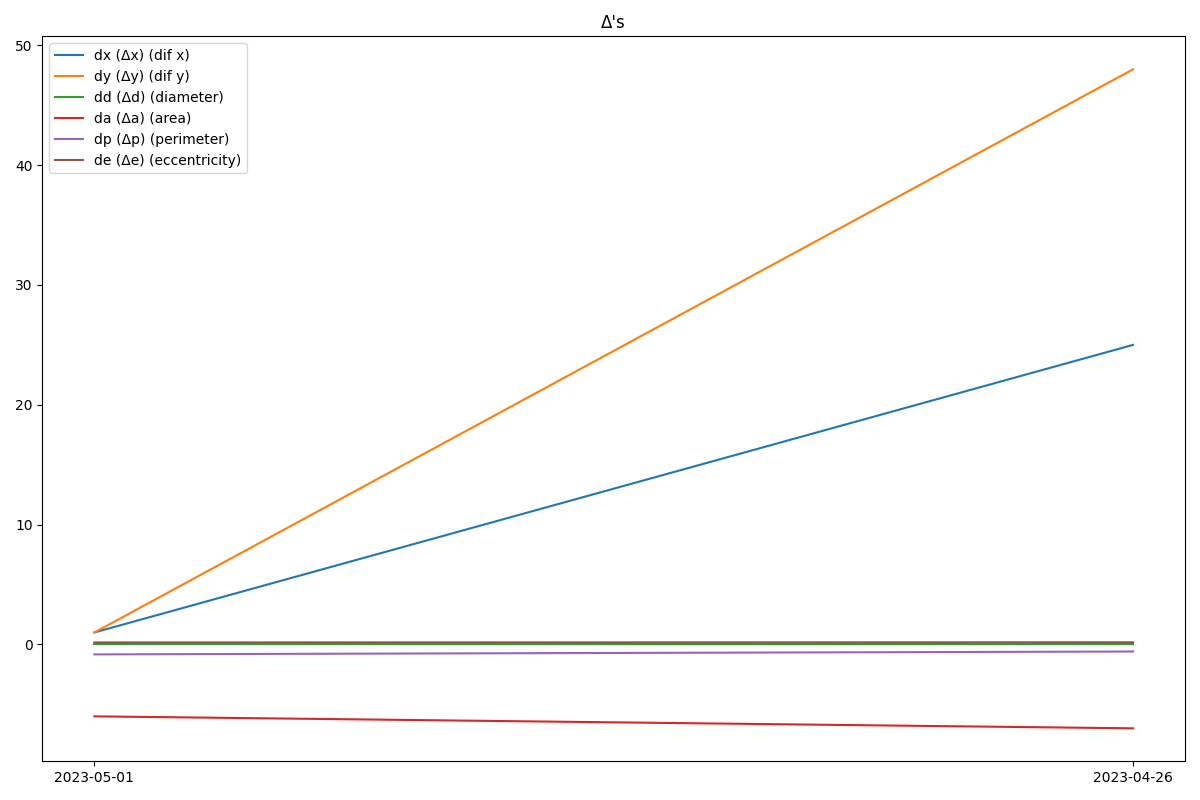 Δ's
50
40
30
20
10
0
dx (Δx) (dif x)
dy (Δy) (dif y)
dd (Δd) (diameter)
da (Δa) (area)
dp (Δp) (perimeter)
de (Δe) (eccentricity)
2023-05-01
2023-04-26